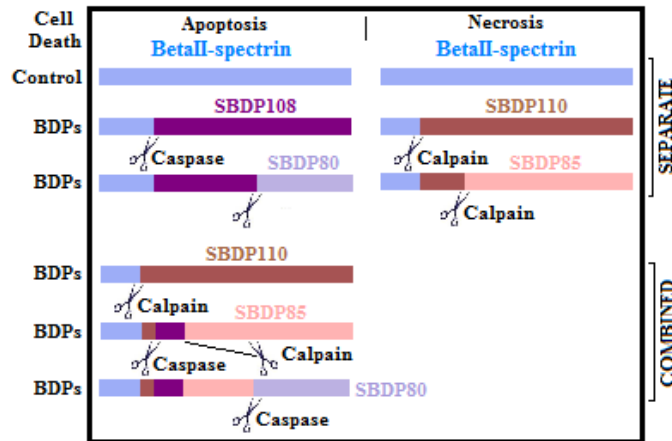 Cell Death
Apoptosis | Necrosis
BetaII-spectrin BetaII-spectrin
Control
SBDP108 SBDP110
BDPs
Caspase SBDP80 Calpain SBDP85
BDPs
Calpain
SEPARATE
SBDP110
BDPs
Calpain SBDP85
BDPs
Caspase Calpain
BDPs SBDP80
Caspase
COMBINED